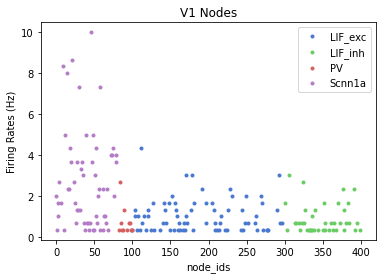 V1 Nodes
LIF_exc
LIF_inh
PV
Scnn1a
Firing Rates (Hz)
10
8
6
4
2
0
0 50 100 150 200 250 300 350 400
node_ids